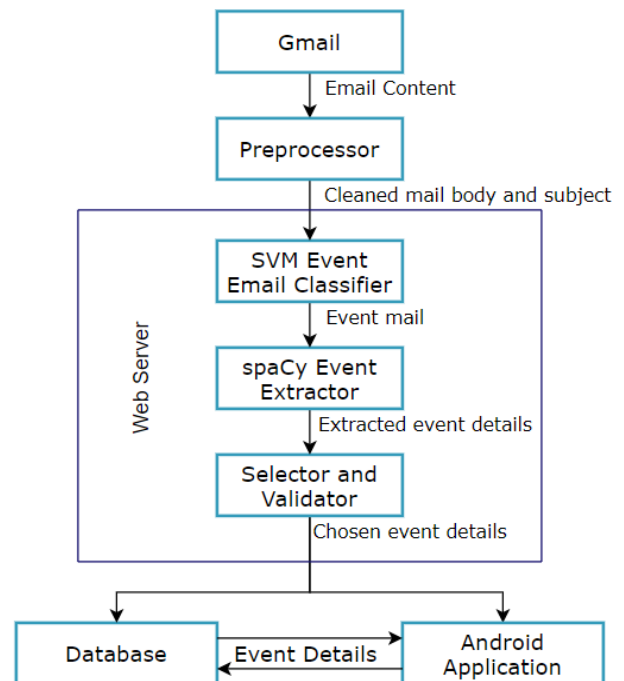 Gmail
Email Content
Preprocessor
Cleaned mail body and subject
SVM Event
Email Classifier
Event mail
Web Server
spaCy Event
Extractor
Extracted event details
Selector and
Validator
Chosen event details
Database
Event Details
Android
Application